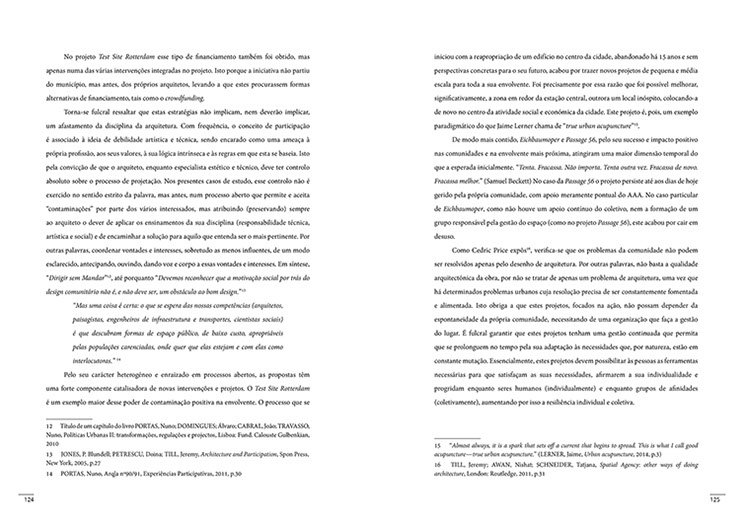 No projeto Test Site Rotterdam esse tipo de financiamento também foi obtido, mas
apenas numa das várias intervenções integradas no projeto. Isto porque a iniciativa não partiu
do município, mas antes, dos próprios arquitetos, levando a que estes procurassem formas
alternativas de financiamento, tais como o crowdfunding.
Torna-se fulcral ressaltar que estas estratégias não implicam, nem deverão implicar,
um afastamento da disciplina da arquitetura. Com frequência, o conceito de participação
é associado à ideia de debilidade artística e técnica, sendo encarado como uma ameaça à
própria profissão, aos seus valores, à sua lógica intrínseca e às regras em que esta se baseia. Isto
pela convicção de que o arquiteto, enquanto especialista estético e técnico, deve ter controlo
absoluto sobre o processo de projetação. Nos presentes casos de estudo, esse controlo não é
exercido no sentido estrito da palavra, mas antes, num processo aberto que permite e aceita
“contaminações” por parte dos vários interessados, mas atribuindo (preservando) sempre
ao arquiteto o dever de aplicar os ensinamentos da sua disciplina (responsabilidade técnica,
artística e social) e de encaminhar a solução para aquilo que entenda ser o mais pertinente. Por
outras palavras, coordenar vontades e interesses, sobretudo as menos influentes, de um modo
esclarecido, antecipando, ouvindo, dando voz e corpo a essas vontades e interesses. Em síntese,
“Dirigir sem Mandar”¹², até porquanto “Devemos reconhecer que a motivação social por trás do
design comunitário não é, e não deve ser, um obstáculo ao bom design.”¹³
“Mas uma coisa é certa: o que se espera das nossas competências (arquitetos,
paisagistas, engenheiros de infraestrutura e transportes, cientistas sociais)
é que descubram formas de espaço público, de baixo custo, apropriáveis
pelas populações carenciadas, onde quer que elas estejam e com elas como
interlocutoras.” ¹⁴
Pelo seu carácter heterogéneo e enraizado em processos abertos, as propostas têm
uma forte componente catalisadora de novas intervenções e projetos. O Test Site Rotterdam
é um exemplo maior desse poder de contaminação positiva na envolvente. O processo que se
12 Título de um capítulo do livro PORTAS, Nuno; DOMINGUES; Álvaro; CABRAL, João; TRAVASSO,
Nuno, Políticas Urbanas II; transformações, regulações e projectos, Lisboa: Fund. Calouste Gulbenkian,
2010
13 JONES, P. Blundell; PETRESCU, Doina; TILL, Jeremy, Architecture and Participation, Spon Press,
New York, 2005, p.27
14 PORTAS, Nuno, Arq|a nº90/91, Experiências Participativas, 2011, p.30
124
iniciou com a reapropriação de um edifício no centro da cidade, abandonado há 15 anos e sem
perspectivas concretas para o seu futuro, acabou por trazer novos projetos de pequena e média
escala para toda a sua envolvente. Foi precisamente por essa razão que foi possível melhorar,
significativamente, a zona em redor da estação central, outrora um local inóspito, colocando-a
de novo no centro da atividade social e económica da cidade. Este projeto é, pois, um exemplo
paradigmático do que Jaime Lerner chama de “true urban acupuncture”¹⁵.
De modo mais contido, Eichbaumoper e Passage 56, pelo seu sucesso e impacto positivo
nas comunidades e na envolvente mais próxima, atingiram uma maior dimensão temporal do
que a esperada inicialmente. “Tenta. Fracassa. Não importa. Tenta outra vez. Fracassa de novo.
Fracassa melhor.” (Samuel Beckett) No caso da Passage 56 o projeto persiste até aos dias de hoje
gerido pela própria comunidade, com apoio meramente pontual do AAA. No caso particular
de Eichbaumoper, como não houve um apoio contínuo do coletivo, nem a formação de um
grupo responsável pela gestão do espaço (como no projeto Passage 56), este acabou por cair em
desuso.
Como Cedric Price expôs¹⁶, verifica-se que os problemas da comunidade não podem
ser resolvidos apenas pelo desenho de arquitetura. Por outras palavras, não basta a qualidade
arquitectónica da obra, por não se tratar de apenas um problema de arquitetura, uma vez que
há determinados problemas urbanos cuja resolução precisa de ser constantemente fomentada
e alimentada. Isto obriga a que estes projetos, focados na ação, não possam depender da
espontaneidade da própria comunidade, necessitando de uma organização que faça a gestão
do lugar. É fulcral garantir que estes projetos tenham uma gestão continuada que permita
que se prolonguem no tempo pela sua adaptação às necessidades que, por natureza, estão em
constante mutação. Essencialmente, estes projetos devem possibilitar às pessoas as ferramentas
necessárias para que satisfaçam as suas necessidades, afirmarem a sua individualidade e
progridam enquanto seres humanos (individualmente) e enquanto grupos de afinidades
(coletivamente), aumentando por isso a resiliência individual e coletiva.
15 “Almost always, it is a spark that sets off a current that begins to spread. This is what I call good
acupuncture—true urban acupuncture.” (LERNER, Jaime, Urban acupuncture, 2014, p.3)
16 TILL, Jeremy; AWAN, Nishat; SCHNEIDER, Tatjana, Spatial Agency: other ways of doing
architecture, London: Routledge, 2011, p.31
125